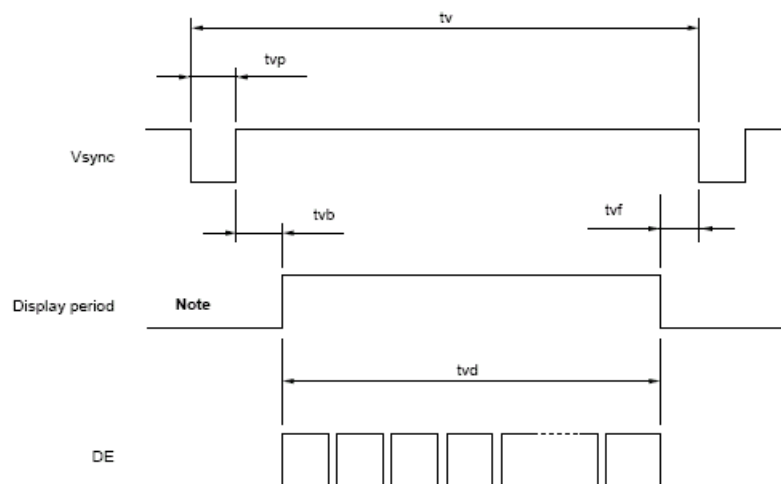 tv
tvp
Vsync
tvb
tvf
Display period
Note
tvd
DE